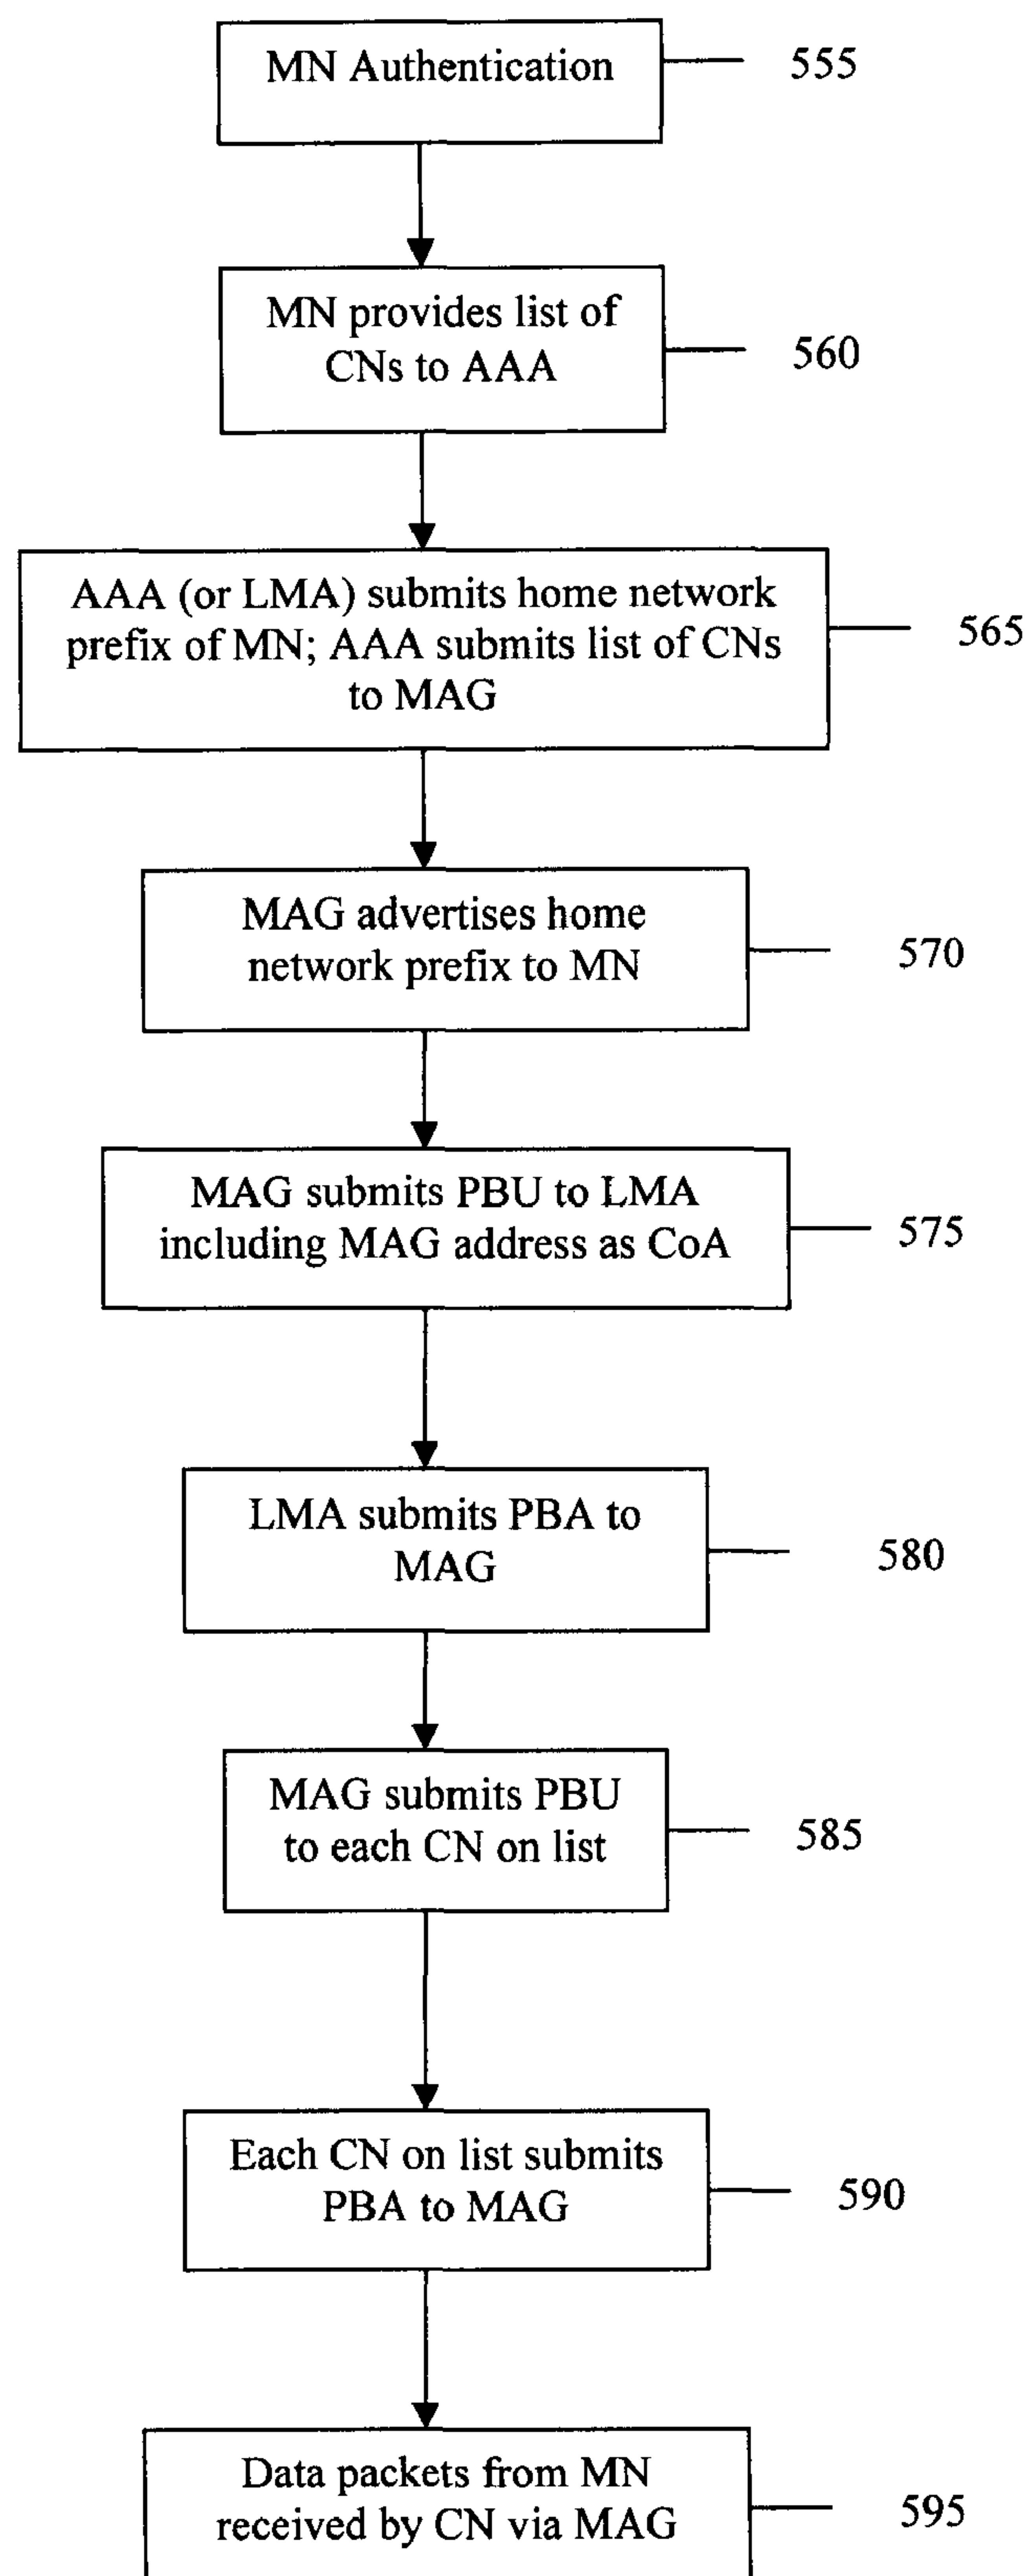 MN Authentication
555
MN provides list of
CNs to AAA
560
AAA (or LMA) submits home network
prefix of MN; AAA submits list of CNs
to MAG
565
MAG advertises home
network prefix to MN
570
MAG submits PBU to LMA
including MAG address as CoA
575
LMA submits PBA to
MAG
580
MAG submits PBU
to each CN on list
585
Each CN on list submits
PBA to MAG
590
Data packets from MN
received by CN via MAG
595